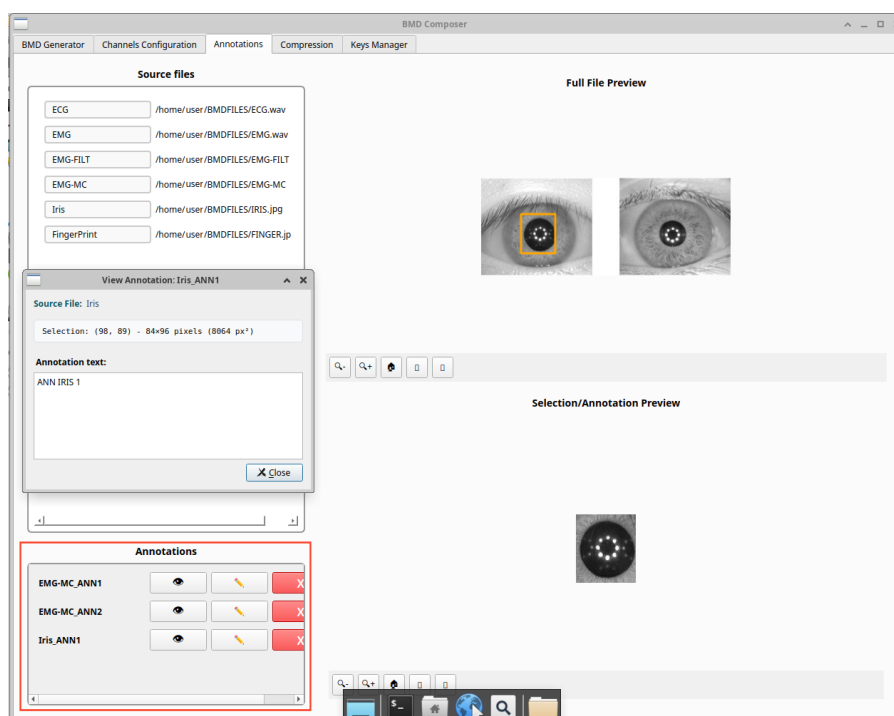 BMD Composer
BMD Generator Channels Configuration Annotations Compression Keys Manager
Source files
ECG /home/user/BMDFILES/ECG.wav
EMG /home/user/BMDFILES/EMG.wav
EMG-FILT /home/user/BMDFILES/EMG-FILT
EMG-MC /home/user/BMDFILES/EMG-MC
Iris /home/user/BMDFILES/IRIS.jpg
FingerPrint /home/user/BMDFILES/FINGER.jp
View Annotation: Iris_ANN1
Source File: Iris
Selection: (98, 89) - 84×96 pixels (8064 px²)
Annotation text:
ANN IRIS 1
X Close
Annotations
EMG-MC_ANN1 X
EMG-MC_ANN2 X
Iris_ANN1 X
Full File Preview
Selection/Annotation Preview
$_